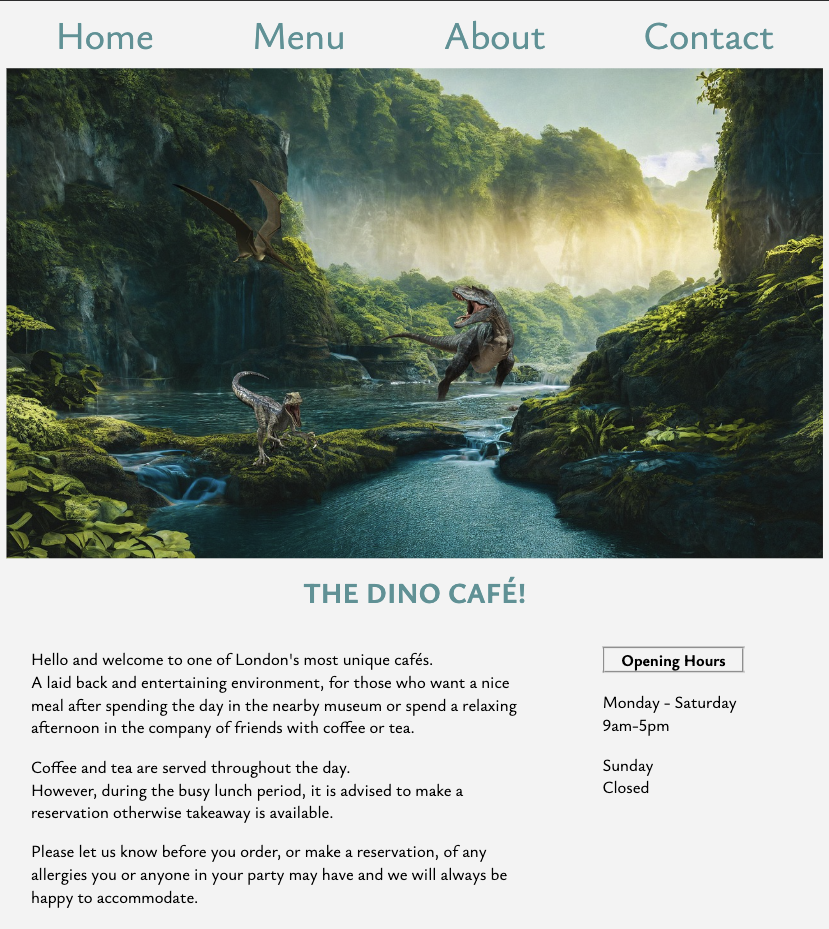 Home Menu About Contact
THE DINO CAFÉ!
Hello and welcome to one of London's most unique cafés.
A laid back and entertaining environment, for those who want a nice
meal after spending the day in the nearby museum or spend a relaxing
afternoon in the company of friends with coffee or tea.
Coffee and tea are served throughout the day.
However, during the busy lunch period, it is advised to make a
reservation otherwise takeaway is available.
Please let us know before you order, or make a reservation, of any
allergies you or anyone in your party may have and we will always be
happy to accommodate.
Opening Hours
Monday - Saturday
9am-5pm
Sunday
Closed